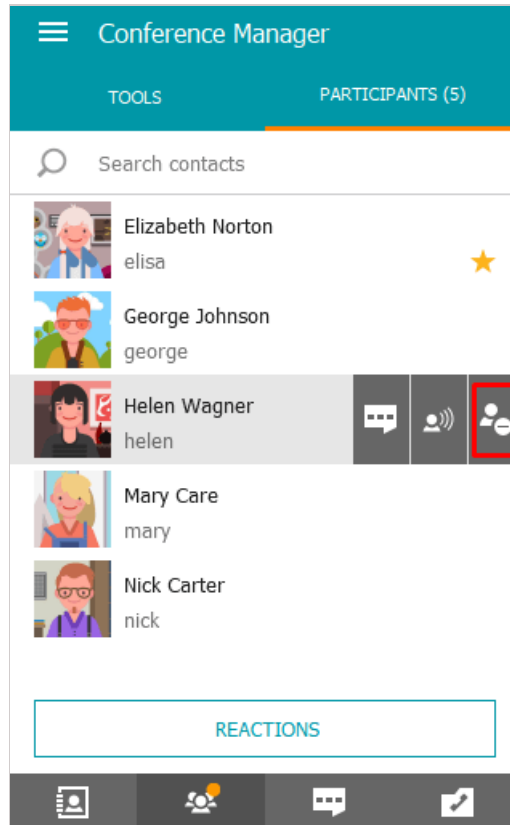 Conference Manager
TOOLS
PARTICIPANTS (5)
Search contacts
Elizabeth Norton
elisa
George Johnson
george
Helen Wagner
helen
Mary Care
mary
Nick Carter
nick
REACTIONS